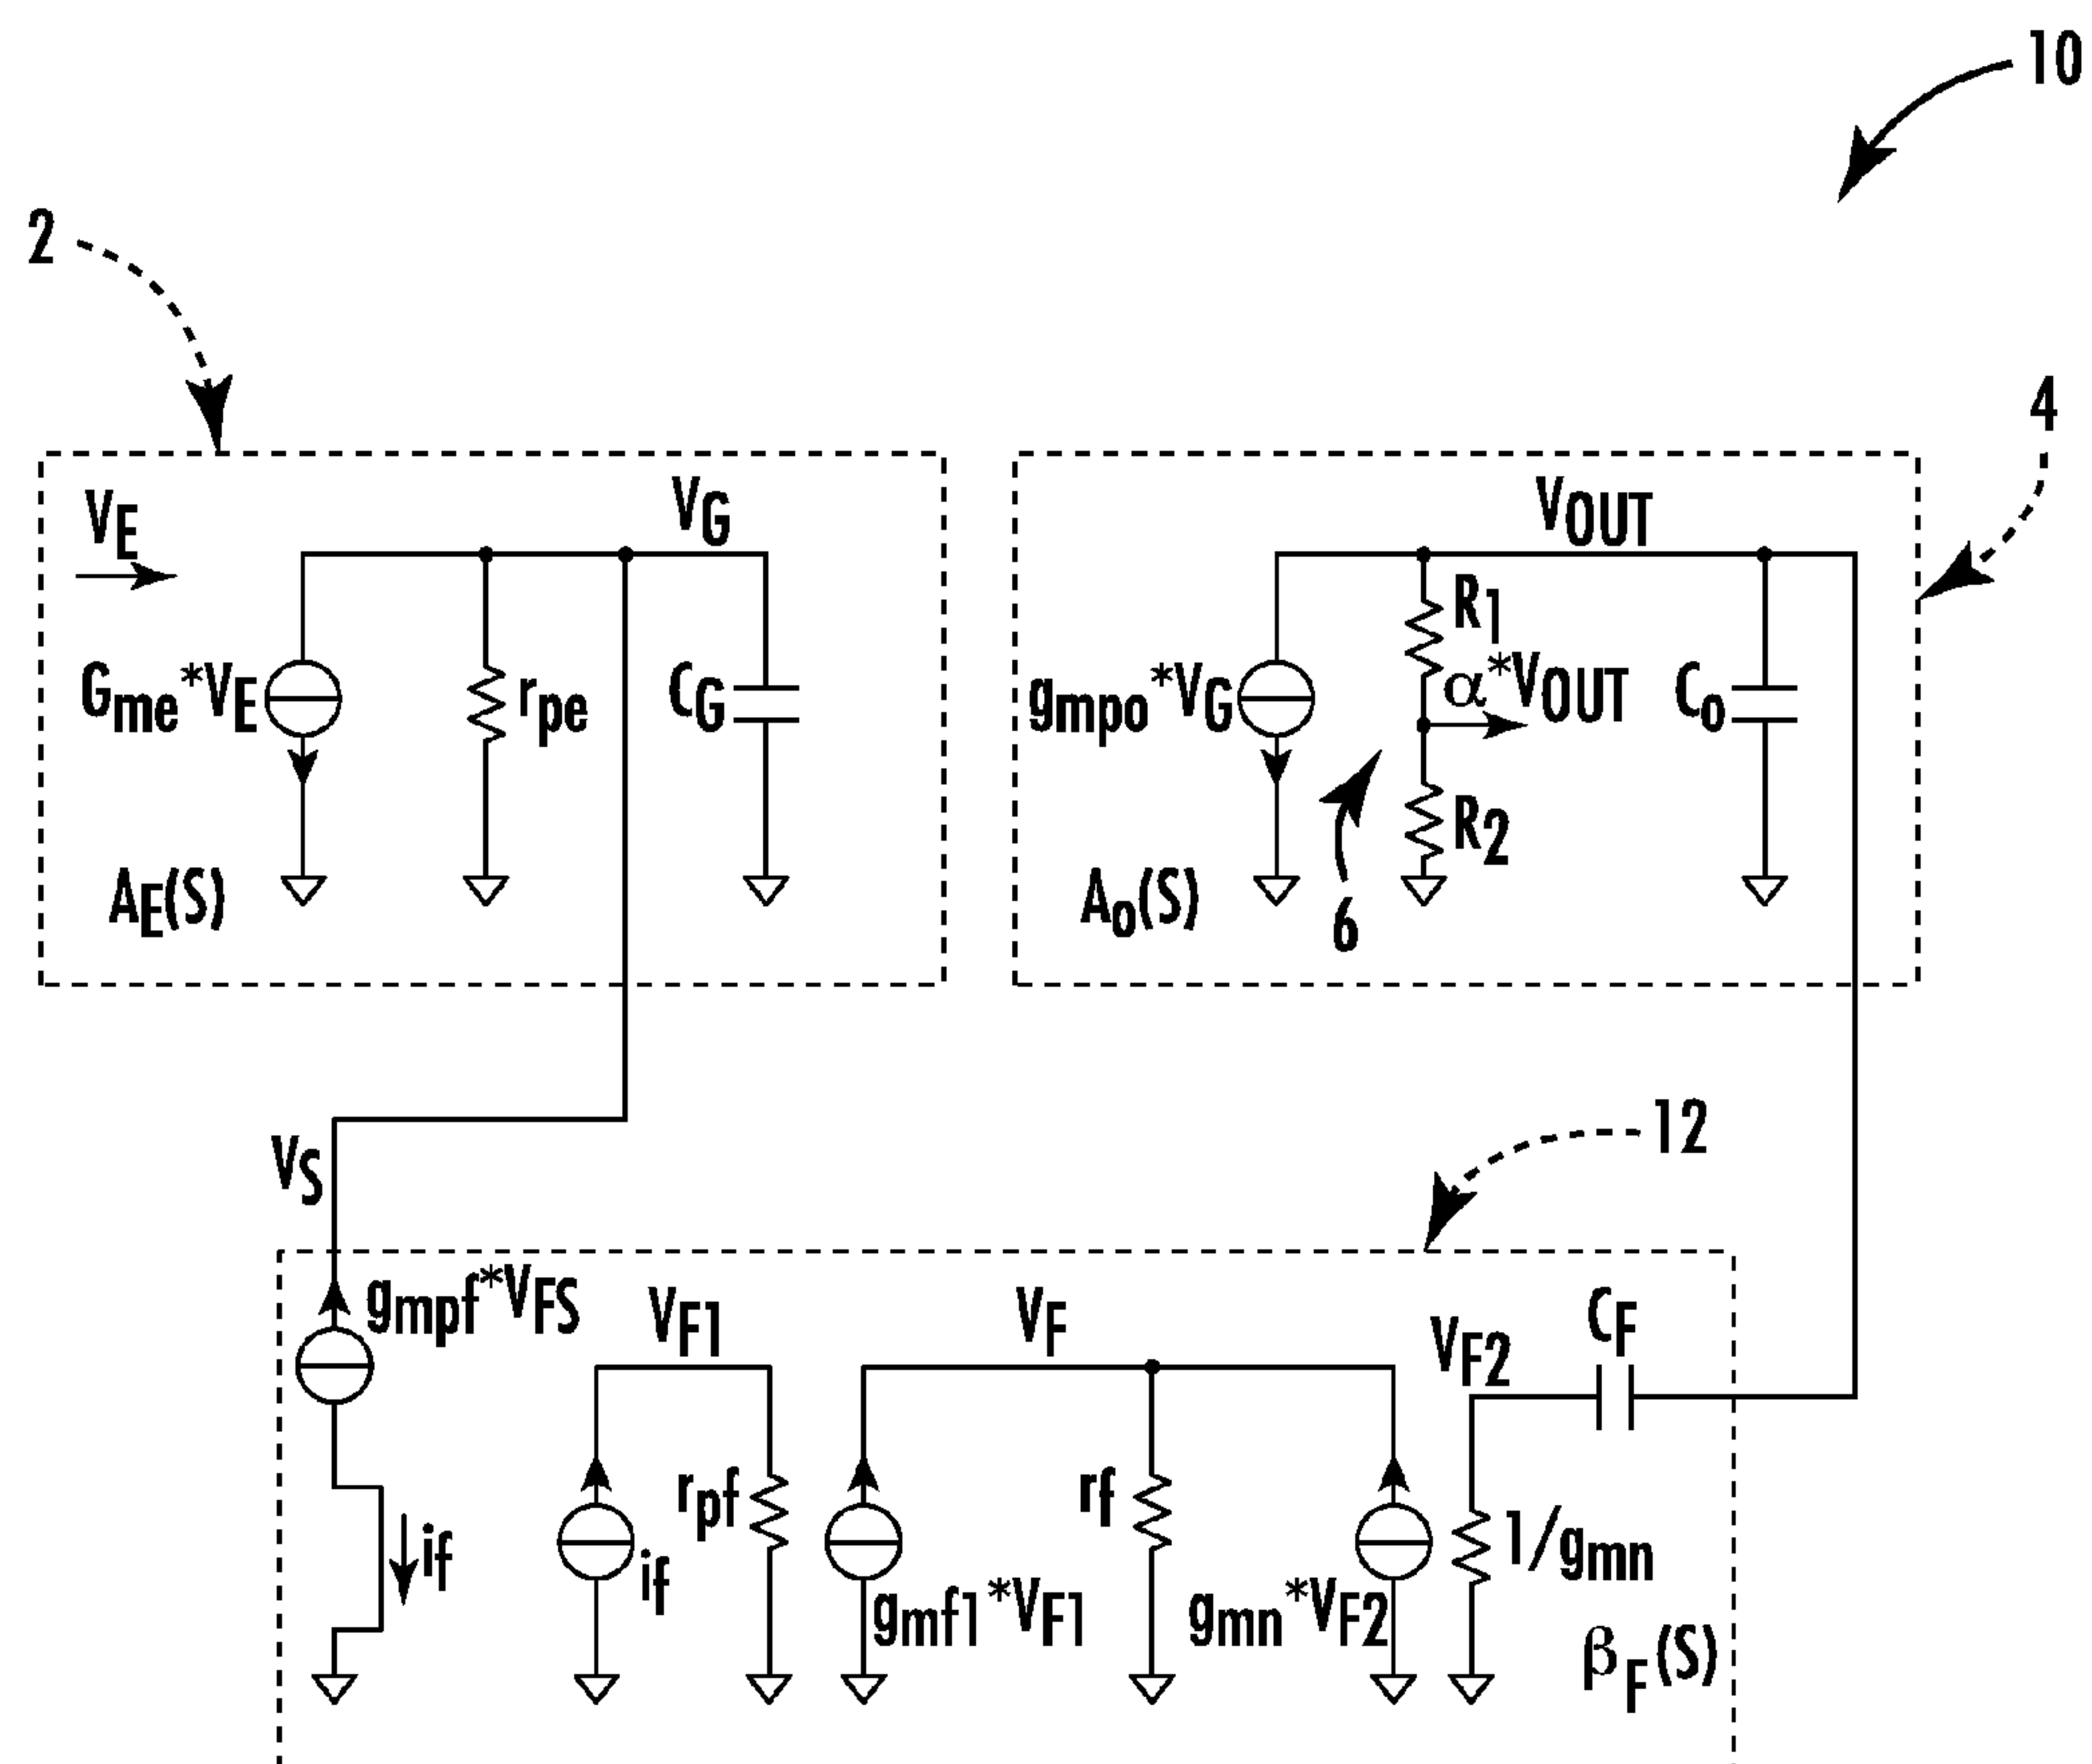 10
2
4
VE
VG
VOUT
Gme*VE
rpe
CG
gmpo*VG
R1
α*VOUT
Co
R2
AE(S)
Ao(S)
6
12
VS
gmpf*VFS
VF1
VF
VF2
CF
if
rpf
if
rf
1/gmn
gmf1*VF1
gmn*VF2
βF(S)